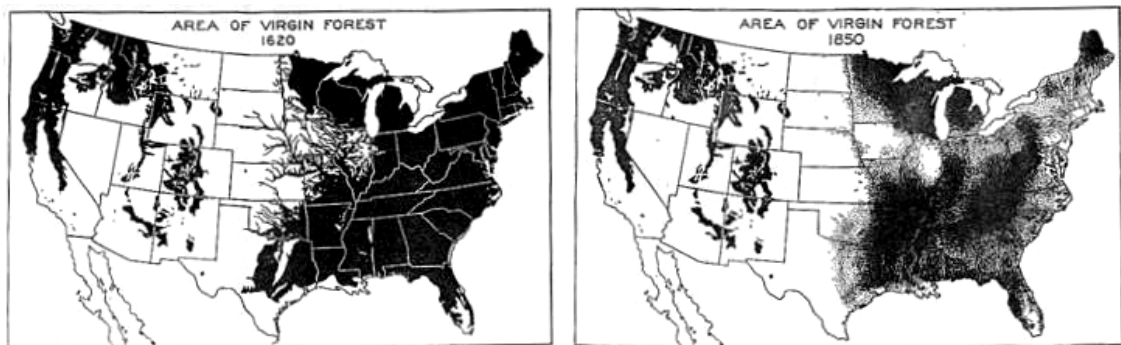 AREA OF VIRGIN FOREST
1620
AREA OF VIRGIN FOREST
1850